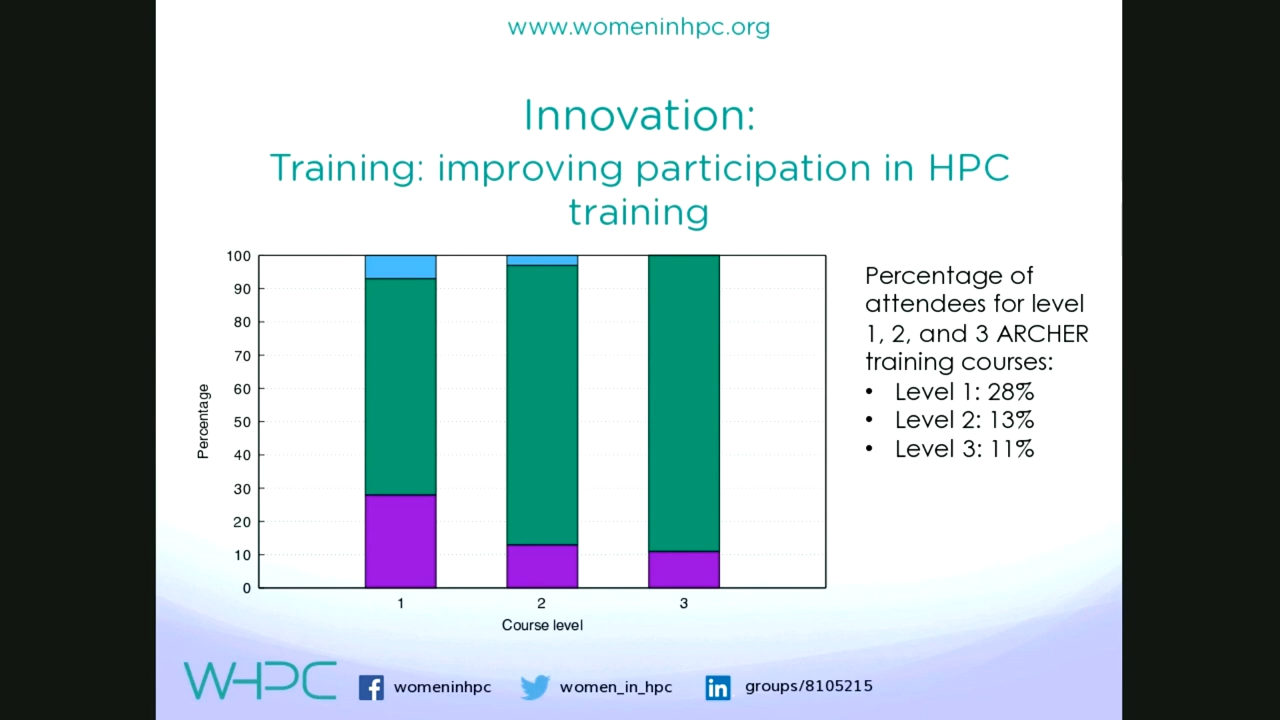 www.womeninhpc.org
Innovation:
Training: improving participation in HPC
training
100
90
80
70
60
50
40
30
20
10
0
Percentage
1
2
3
Course level
Percentage of
attendees for level
1, 2, and 3 ARCHER
training courses:
• Level 1: 28%
• Level 2: 13%
• Level 3: 11%
WHPC
womeninhpc
women_in_hpc
in
groups/8105215